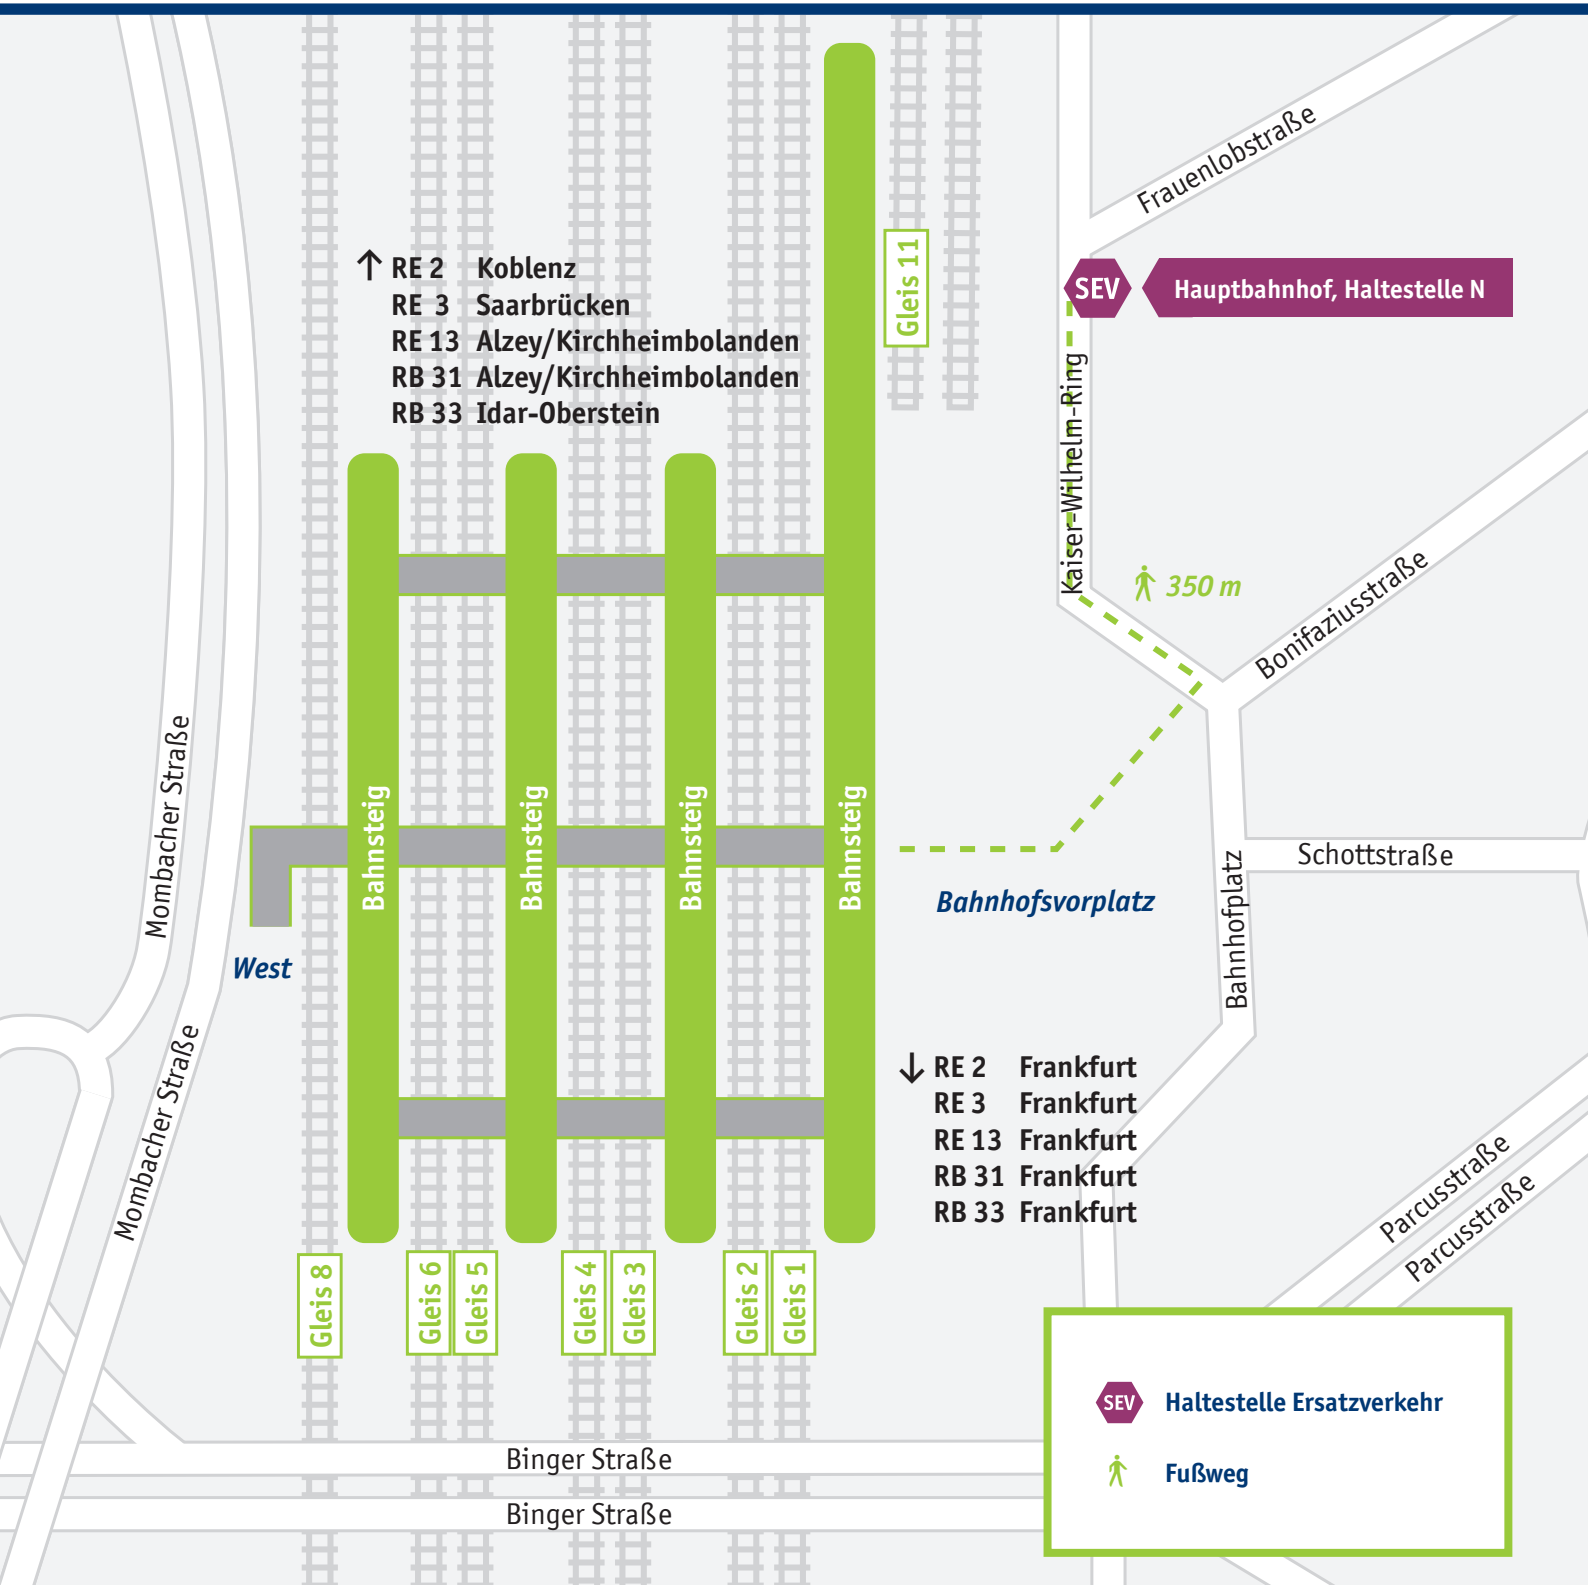 Frauenlobstraße
↑ RE 2 Koblenz
RE 3 Saarbrücken
RE 13 Alzey/Kirchheimbolanden
RB 31 Alzey/Kirchheimbolanden
RB 33 Idar-Oberstein
Gleis 11
SEV
Hauptbahnhof, Haltestelle N
Kaiser-Wilhelm-Ring
350 m
Bonifaziusstraße
Mombacher Straße
Bahnsteig
Bahnsteig
Bahnsteig
Bahnsteig
Bahnhofsvorplatz
Schottstraße
Bahnhofplatz
West
Mombacher Straße
↓ RE 2 Frankfurt
RE 3 Frankfurt
RE 13 Frankfurt
RB 31 Frankfurt
RB 33 Frankfurt
Parcusstraße
Parcusstraße
Gleis 8
Gleis 6
Gleis 5
Gleis 4
Gleis 3
Gleis 2
Gleis 1
SEV Haltestelle Ersatzverkehr
Fußweg
Binger Straße
Binger Straße